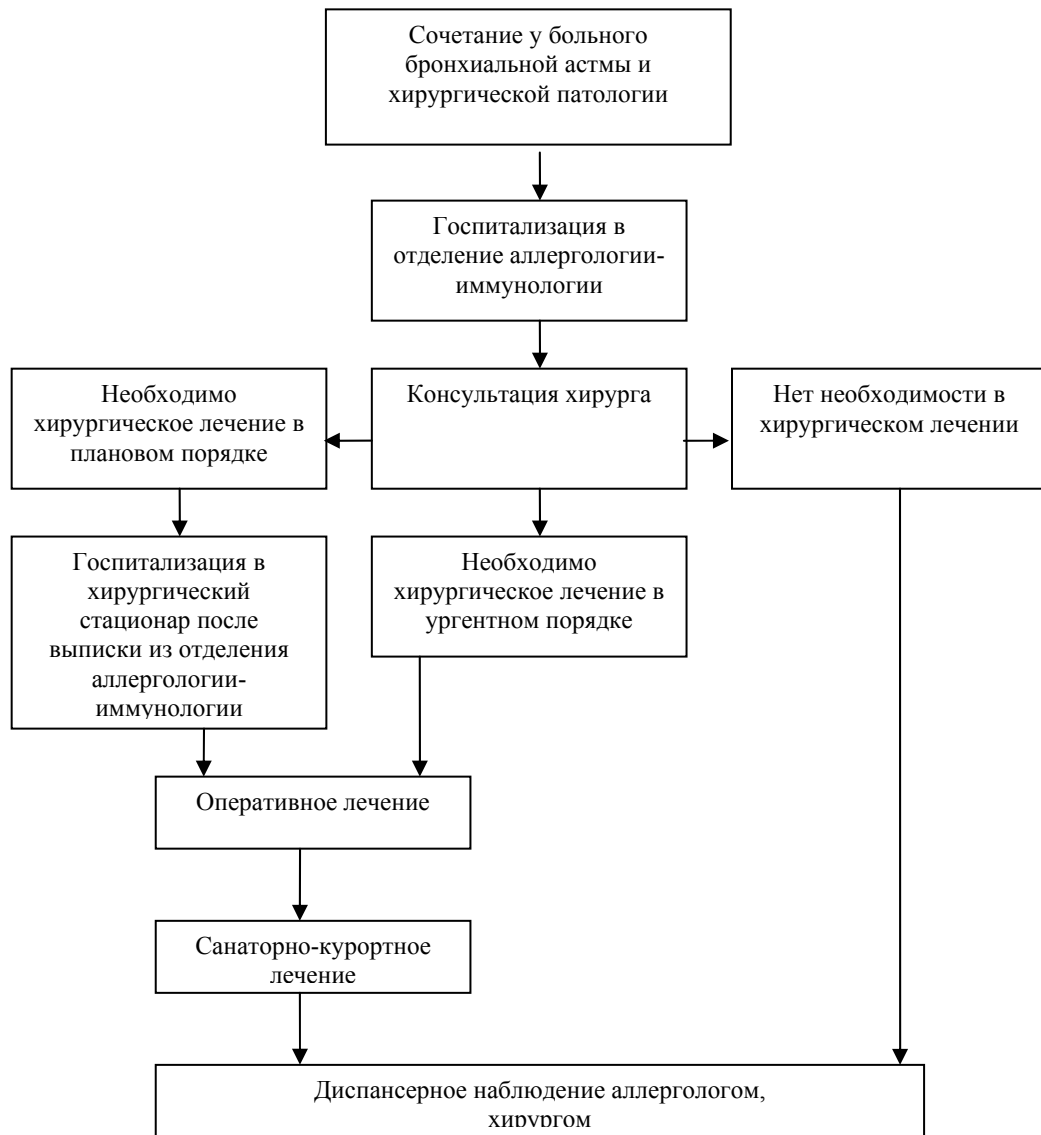 Сочетание у больного
бронхиальной астмы и
хирургической патологии
Госпитализация в
отделение аллергологии-
иммунологии
Необходимо
хирургическое лечение в
плановом порядке
Консультация хирурга
Нет необходимости в
хирургическом лечении
Госпитализация в
хирургический
стационар после
выписки из отделения
аллергологии-
иммунологии
Необходимо
хирургическое лечение в
ургентном порядке
Оперативное лечение
Санаторно-курортное
лечение
Диспансерное наблюдение аллергологом,
хирургом